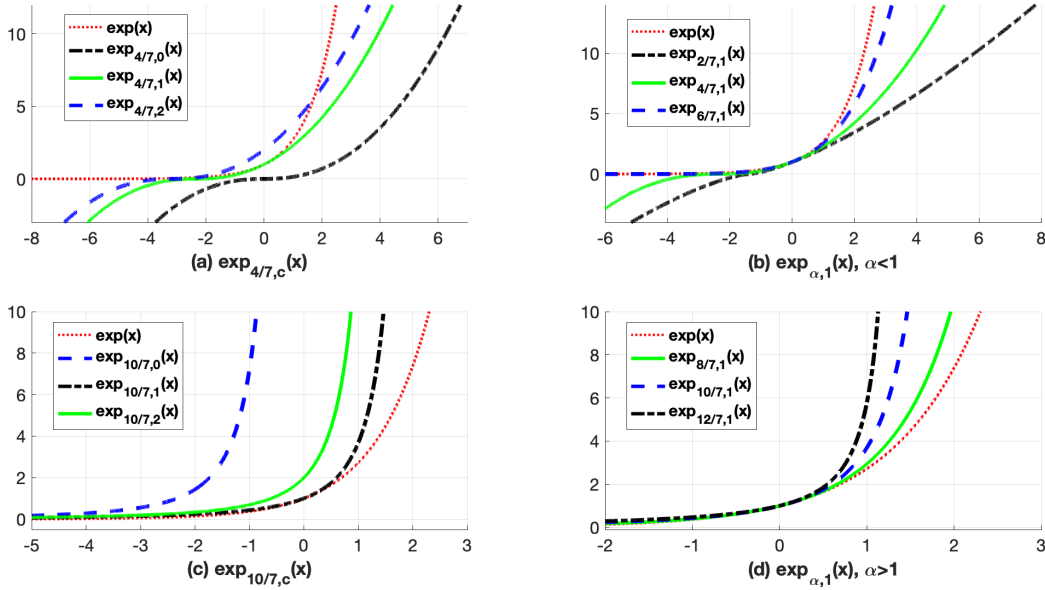 exp(x)
exp4/7,0(x)
exp4/7,1(x)
exp4/7,2(x)
10
5
0
-8 -6 -4 -2 0 2 4 6
(a) exp4/7,c(x)
exp(x)
exp2/7,1(x)
exp4/7,1(x)
exp6/7,1(x)
10
5
0
-6 -4 -2 0 2 4 6 8
(b) expα,1(x), α<1
exp(x)
exp10/7,0(x)
exp10/7,1(x)
exp10/7,2(x)
10
8
6
4
2
0
-5 -4 -3 -2 -1 0 1 2 3
(c) exp10/7,c(x)
exp(x)
exp8/7,1(x)
exp10/7,1(x)
exp12/7,1(x)
10
8
6
4
2
0
-2 -1 0 1 2 3
(d) expα,1(x), α>1